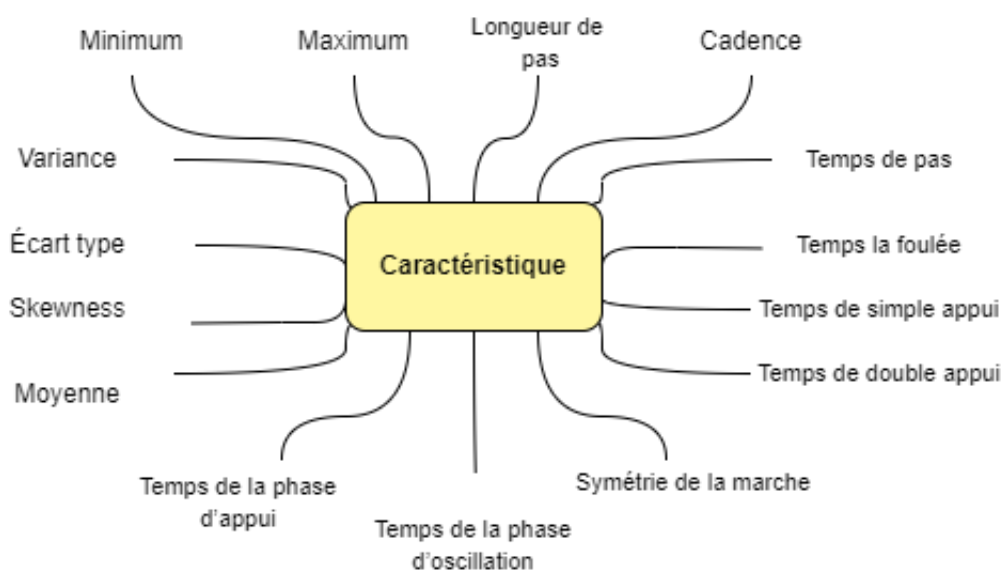 Minimum
Maximum
Longueur de
pas
Cadence
Variance
Temps de pas
Écart type
Temps la foulée
Caractéristique
Skewness
Temps de simple appui
Moyenne
Temps de double appui
Temps de la phase
d'appui
Symétrie de la marche
Temps de la phase
d'oscillation